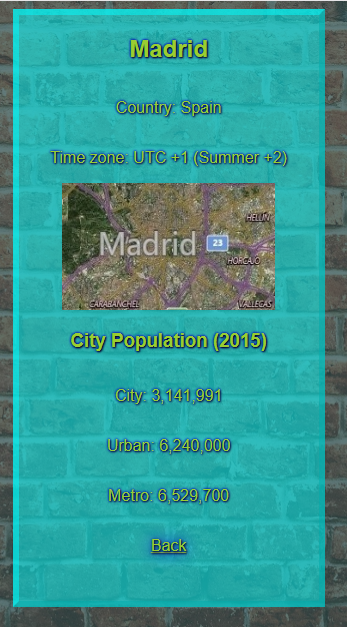 Madrid
Country: Spain
Time zone: UTC +1 (Summer +2)
HELLIN
Madrid 23
HORCAJO
CARABANCHEL VALLECAS
City Population (2015)
City: 3,141,991
Urban: 6,240,000
Metro: 6,529,700
Back